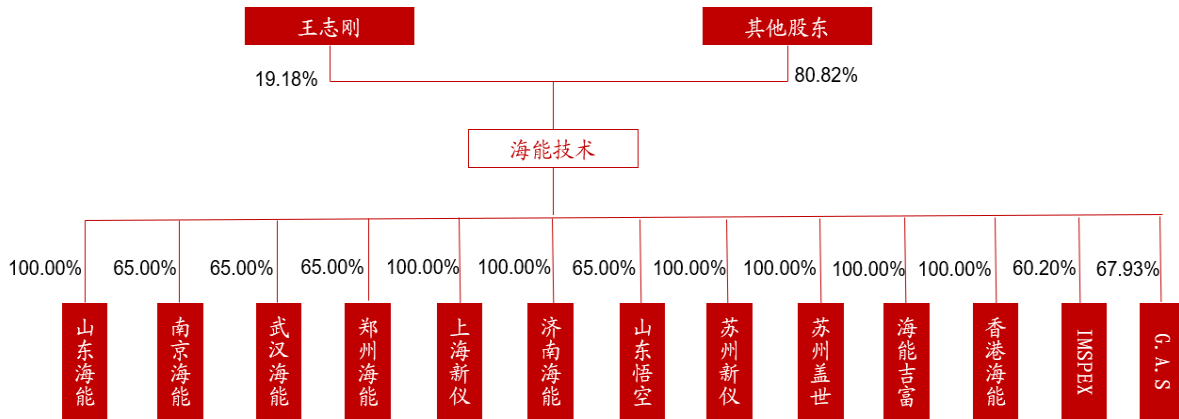 王志刚
其他股东
19.18%
80.82%
海能技术
100.00%
65.00%
65.00%
65.00%
100.00%
100.00%
65.00%
100.00%
100.00%
100.00%
100.00%
60.20%
67.93%
山东海能
南京海能
武汉海能
郑州海能
上海新仪
济南海能
山东悟空
苏州新仪
苏州盖世
海能吉富
香港海能
IMSPEX
G.A.S